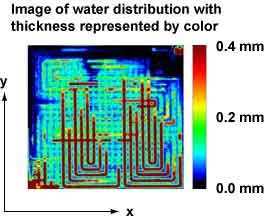 Image of water distribution with
thickness represented by color
0.4 mm
y
0.2 mm
0.0 mm
x